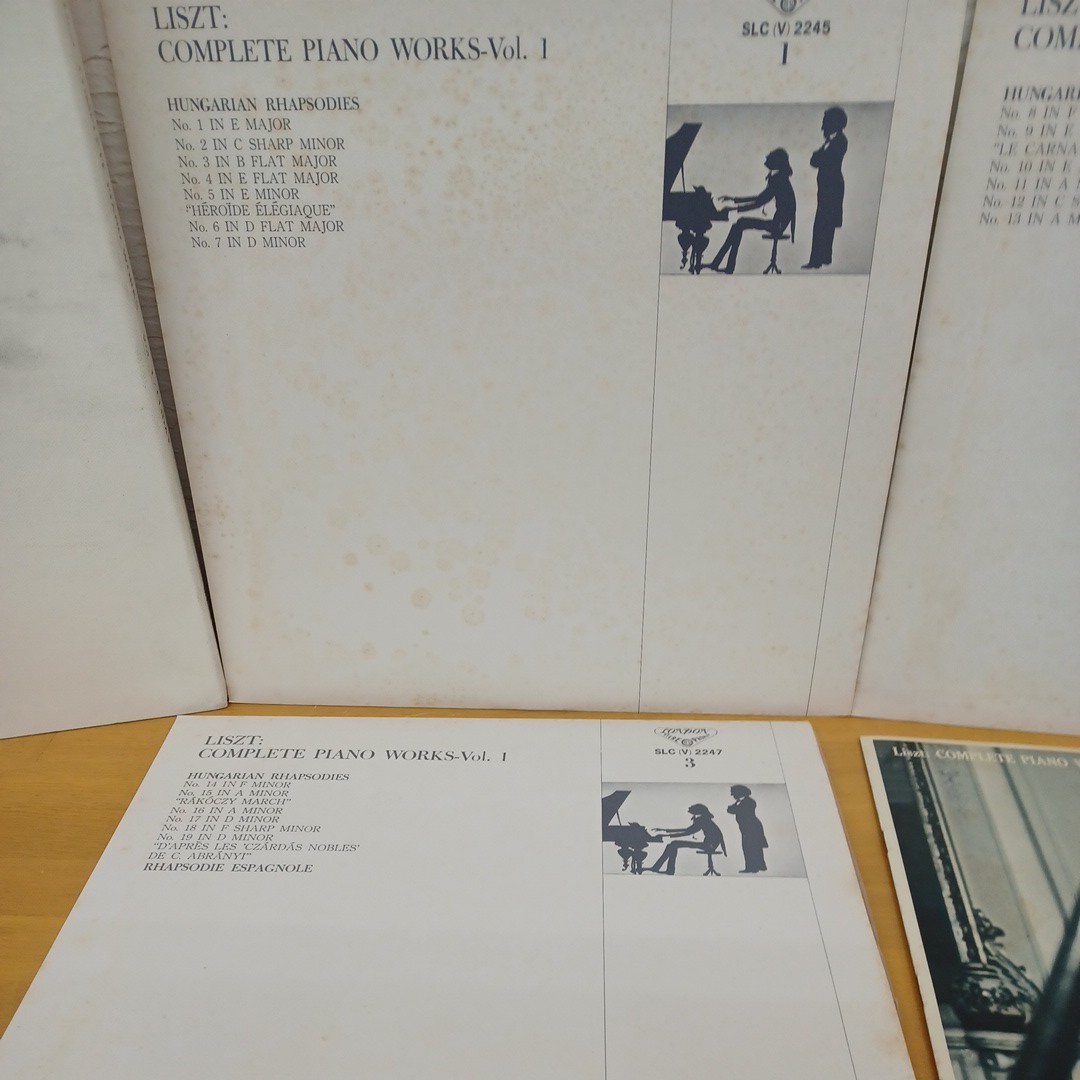 LISZT:
COMPLETE PIANO WORKS-Vol. 1
HUNGARIAN RHAPSODIES
No. 1 IN E MAJOR
No. 2 IN C SHARP MINOR
No. 3 IN B FLAT MAJOR
No. 4 IN E FLAT MAJOR
No. 5 IN E MINOR
"HÉROÏDE ÉLÉGIAQUE"
No. 6 IN D FLAT MAJOR
No. 7 IN D MINOR
SLC (V) 2245
1
LISZ
COM
HUNGARI
No. 8 IN F
No. 9 IN E
"LE CARNA
No. 10 IN E
No. 11 IN A
No. 12 IN C S
No. 13 IN A M
LISZT:
COMPLETE PIANO WORKS-Vol. 1
HUNGARIAN RHAPSODIES
No. 14 IN F MINOR
No. 15 IN A MINOR
"RÁKÓCZY MARCH"
No. 16 IN A MINOR
No. 17 IN D MINOR
No. 18 IN F SHARP MINOR
No. 19 IN D MINOR
"D'APRÈS LES 'CZÁRDÁS NOBLES'
DE C. ABRÁNYI"
RHAPSODIE ESPAGNOLE
LONDON
SLC (V) 2247
3
Liszt: COMPLETE PIANO W